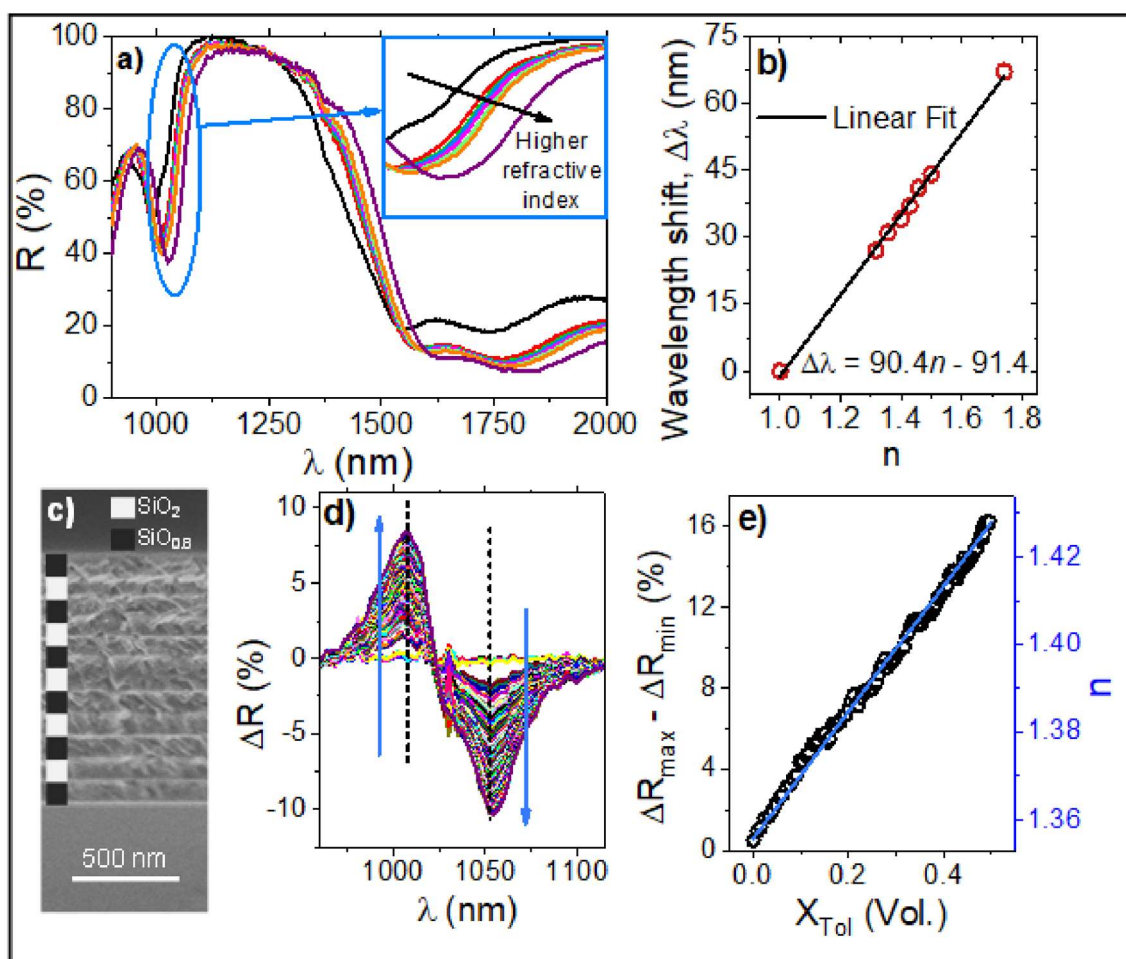 a)
R (%)
100
80
60
40
20
0
1000 1250 1500 1750 2000
λ (nm)
Higher
refractive
index
b)
Wavelength shift, Δλ (nm)
75
60
45
30
15
0
Linear Fit
Δλ = 90.4n - 91.4
1.0 1.2 1.4 1.6 1.8
n
c)
SiO₂
SiO₀.₈
500 nm
d)
ΔR (%)
10
5
0
-5
-10
1000 1050 1100
λ (nm)
e)
ΔRmax - ΔRmin (%)
16
12
8
4
0
0.0 0.2 0.4
XTol (Vol.)
1.42
1.40
1.38
1.36
n